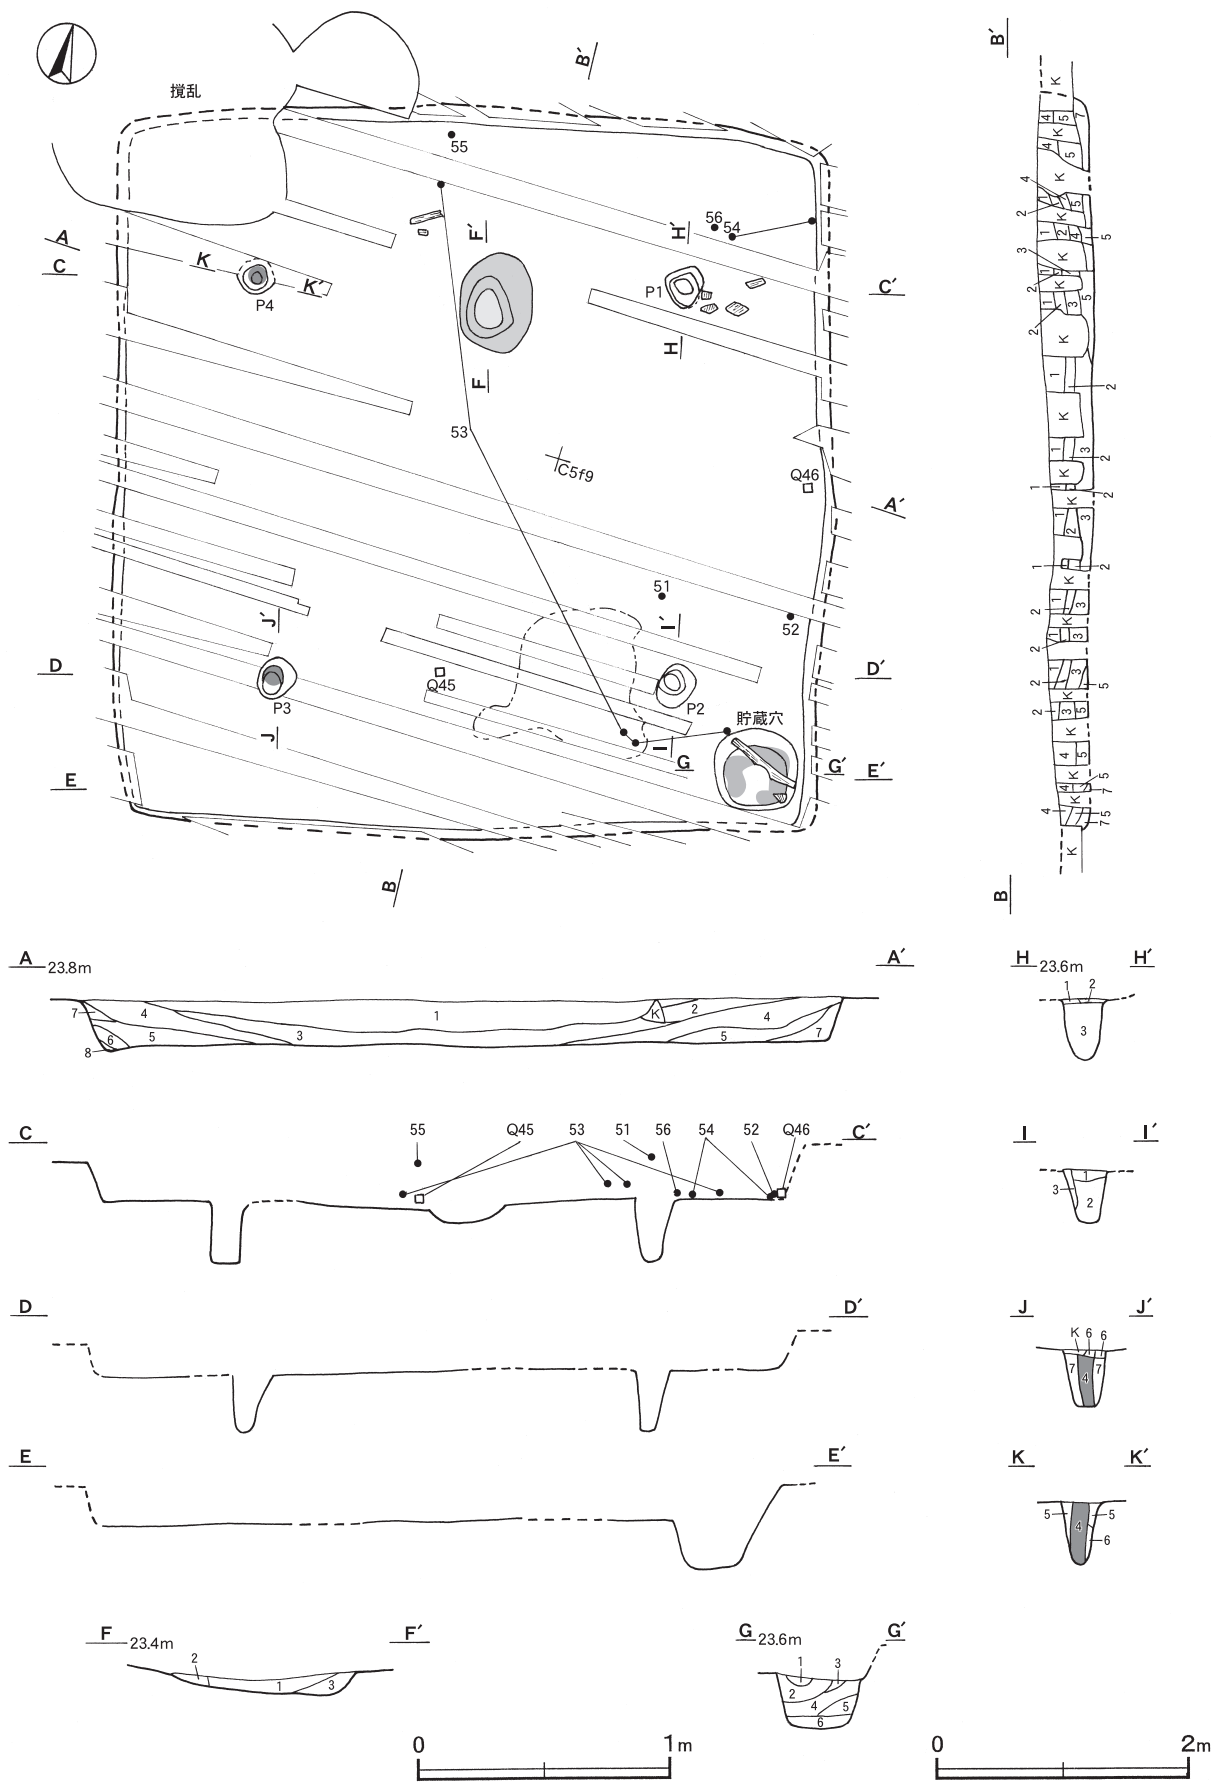 撹乱
B′
B′
55
56
54
A
C
K
K′
P4
F′
H′
P1
C′
F
H
53
C5f9
Q46
A′
51
52
J′
I′
D
P3
Q45
P2
D′
貯蔵穴
J
I
G
G′
E′
E
B
B
K
4 5 7
K
4 5
K
4
1 5
2 K
1 2 4 5
3 K
1
2 K 5
1 3
2
K
1
2
K
3
2
K
1 2
K
1 3
2
1 2
K
1
2 3
K
1 3
2
1 3
2 5
K
2 3 5
K
4 5
K
5
4 7
K
4 5
7 5
K
A 23.8m A′
7 4 1 K 2 4
6 5 3 5 7
8
H 23.6m H′
1 2
3
C 55 Q45 53 51 56 54 52 Q46 C′
I I′
1
3 2
D D′
J J′
K 6 6
7 4 7
E E′
K K′
5 4 5
6
F 23.4m F′
2
1 3
G 23.6m G′
1 3
2 4 5
6
0 1m
0 2m